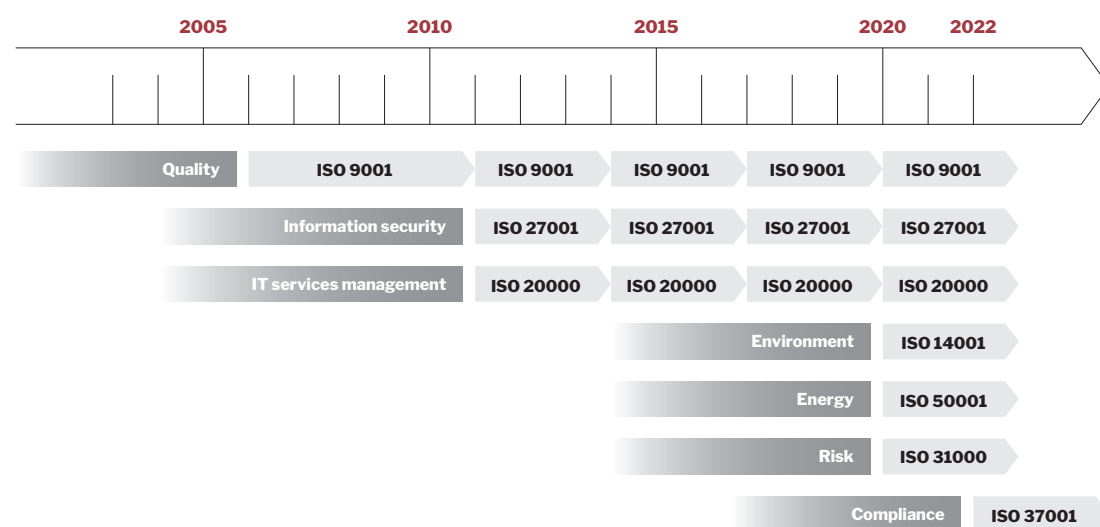 2005 2010 2015 2020 2022
Quality ISO 9001 ISO 9001 ISO 9001 ISO 9001 ISO 9001
Information security ISO 27001 ISO 27001 ISO 27001 ISO 27001
IT services management ISO 20000 ISO 20000 ISO 20000 ISO 20000
Environment ISO 14001
Energy ISO 50001
Risk ISO 31000
Compliance ISO 37001